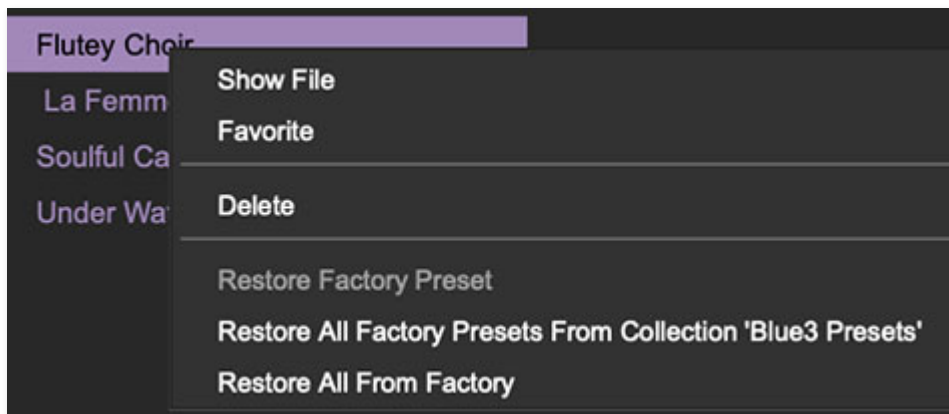 Flutey Choir
La Femm
Soulful Ca
Under Wa
Show File
Favorite
Delete
Restore Factory Preset
Restore All Factory Presets From Collection 'Blue3 Presets'
Restore All From Factory